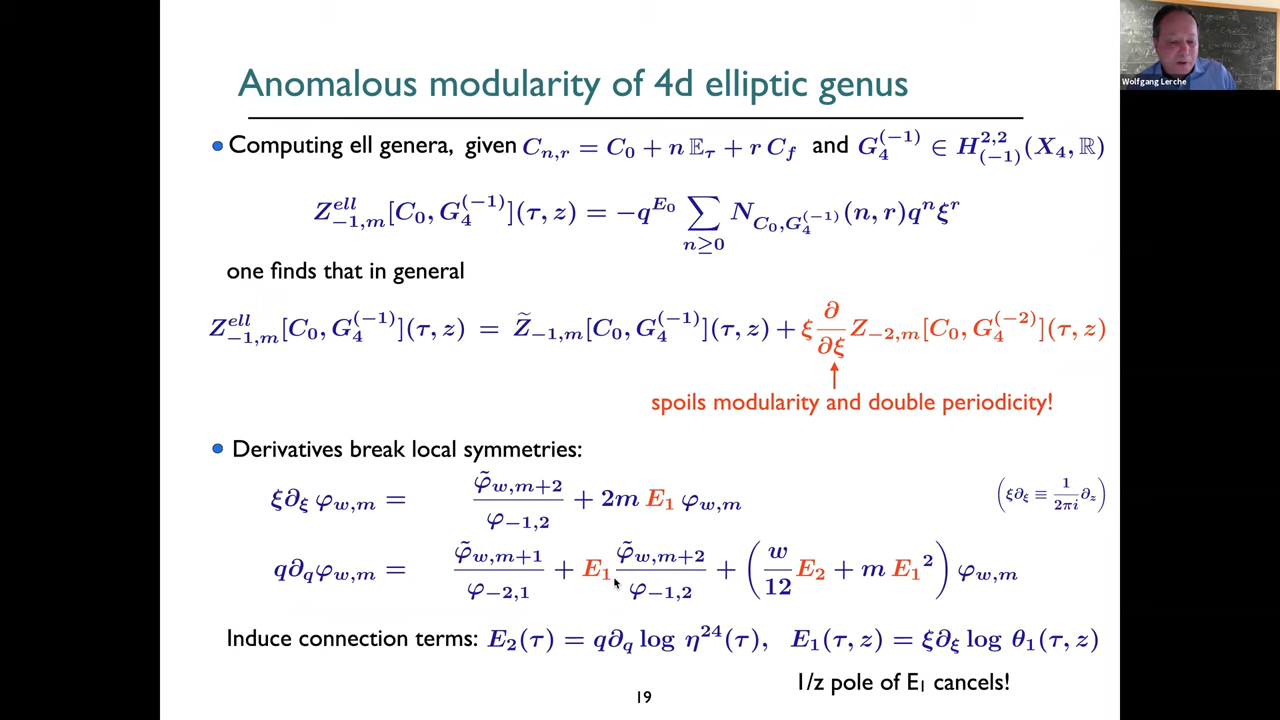 Anomalous modularity of 4d elliptic genus
Wolfgang Lerche
• Computing ell genera, given C_{n,r} = C_0 + n 𝔼_τ + r C_f and G_4^{(−1)} ∈ H^{2,2}_{(−1)}(X_4, ℝ)
Z^{ell}_{−1,m}[C_0, G_4^{(−1)}](τ, z) = −q^{E_0} ∑_{n≥0} N_{C_0,G_4^{(−1)}}(n, r) q^n ξ^r
one finds that in general
Z^{ell}_{−1,m}[C_0, G_4^{(−1)}](τ, z) = Z̃_{−1,m}[C_0, G_4^{(−1)}](τ, z) + ξ ∂/∂ξ Z_{−2,m}[C_0, G_4^{(−2)}](τ, z)
spoils modularity and double periodicity!
• Derivatives break local symmetries:
ξ∂_ξ φ_{w,m} = φ̃_{w,m+2}/φ_{−1,2} + 2m E_1 φ_{w,m} (ξ∂_ξ ≡ 1/2πi ∂_z)
q∂_q φ_{w,m} = φ̃_{w,m+1}/φ_{−2,1} + E_1 φ̃_{w,m+2}/φ_{−1,2} + (w/12 E_2 + m E_1^2) φ_{w,m}
Induce connection terms: E_2(τ) = q∂_q log η^{24}(τ), E_1(τ, z) = ξ∂_ξ log θ_1(τ, z)
1/z pole of E_1 cancels!
19